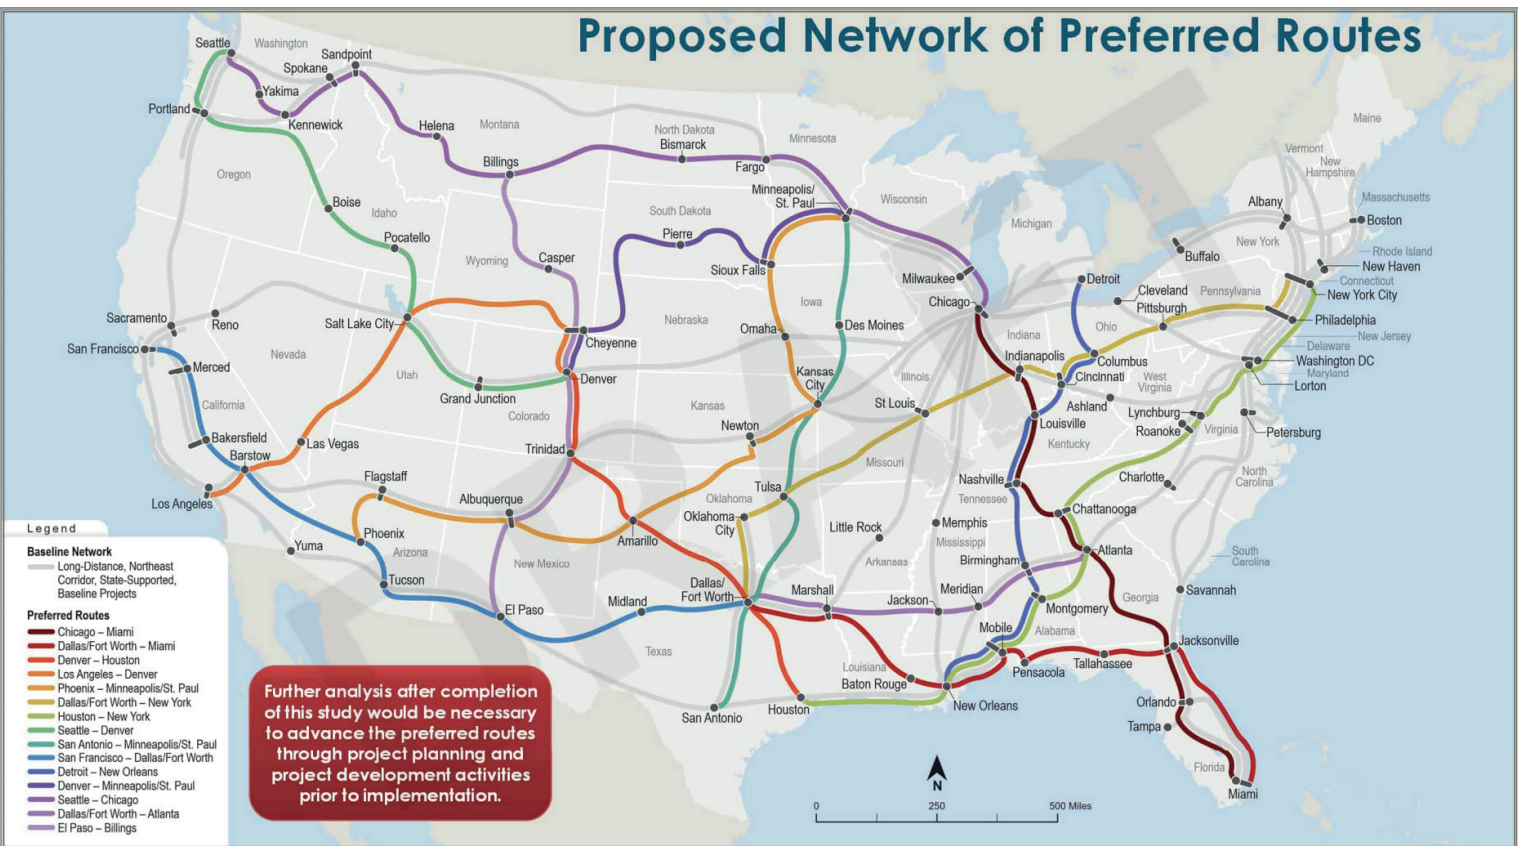 Proposed Network of Preferred Routes
Seattle
Washington
Sandpoint
Spokane
Yakima
Portland
Kennewick
Helena
Montana
North Dakota
Bismarck
Minnesota
Fargo
Billings
Maine
Vermont
New
Hampshire
Oregon
Boise
Idaho
Minneapolis/
St. Paul
Wisconsin
Michigan
Albany
Massachusetts
Boston
South Dakota
Pierre
Pocatello
Wyoming
Casper
Sioux Falls
New York
Buffalo
Rhode Island
New Haven
Connecticut
New York City
Milwaukee
Detroit
Cleveland
Pennsylvania
Pittsburgh
Chicago
Iowa
Sacramento
Reno
Salt Lake City
Nebraska
Omaha
Des Moines
Ohio
Philadelphia
New Jersey
Delaware
Maryland
San Francisco
Merced
Nevada
Cheyenne
Indiana
Indianapolis
Columbus
Washington DC
Lorton
Utah
Denver
Kansas
City
Illinois
Cincinnati
West
Virginia
Grand Junction
California
Colorado
Kansas
St Louis
Ashland
Lynchburg
Roanoke
Virginia
Petersburg
Louisville
Kentucky
Newton
Bakersfield
Las Vegas
Barstow
Trinidad
Missouri
Flagstaff
Los Angeles
Albuquerque
Oklahoma
Tulsa
Nashville
Tennessee
Charlotte
North
Carolina
Oklahoma
City
Chattanooga
Little Rock
Memphis
Mississippi
Phoenix
Amarillo
Yuma
Arizona
New Mexico
Arkansas
Birmingham
Atlanta
South
Carolina
Tucson
Dallas/
Fort Worth
Marshall
Jackson
Meridian
Savannah
El Paso
Midland
Montgomery
Georgia
Alabama
Mobile
Jacksonville
Texas
Louisiana
Baton Rouge
Pensacola
Tallahassee
San Antonio
Houston
New Orleans
Orlando
Tampa
Florida
Miami
Legend
Baseline Network
Long-Distance, Northeast
Corridor, State-Supported,
Baseline Projects
Preferred Routes
Chicago – Miami
Dallas/Fort Worth – Miami
Denver – Houston
Los Angeles – Denver
Phoenix – Minneapolis/St. Paul
Dallas/Fort Worth – New York
Houston – New York
Seattle – Denver
San Antonio – Minneapolis/St. Paul
San Francisco – Dallas/Fort Worth
Detroit – New Orleans
Denver – Minneapolis/St. Paul
Seattle – Chicago
Dallas/Fort Worth – Atlanta
El Paso – Billings
Further analysis after completion
of this study would be necessary
to advance the preferred routes
through project planning and
project development activities
prior to implementation.
N
0 250 500 Miles
DRAFT